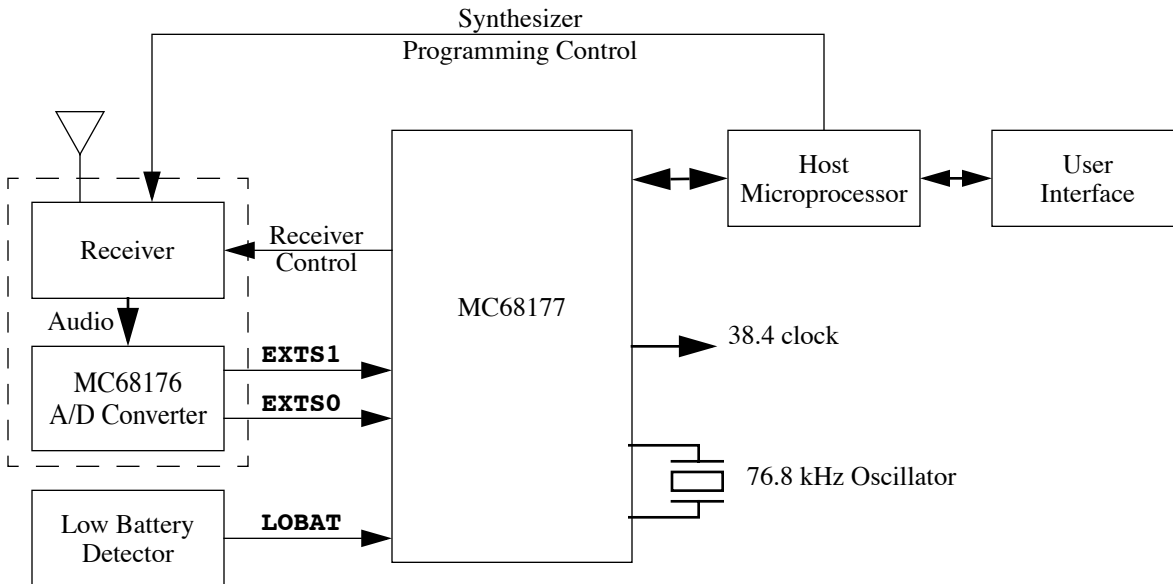 Synthesizer
Programming Control
Host
Microprocessor
User
Interface
Receiver
Receiver
Control
MC68177
Audio
38.4 clock
MC68176
A/D Converter
EXTS1
EXTS0
76.8 kHz Oscillator
Low Battery
Detector
LOBAT